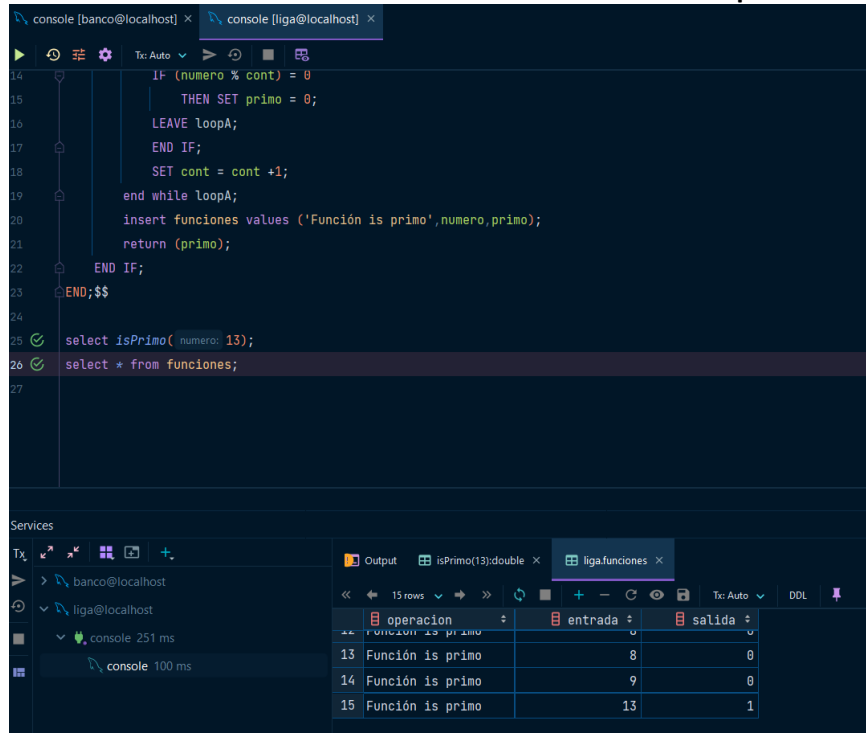 console [banco@localhost] × console [liga@localhost] ×
Tx: Auto
14 IF (numero % cont) = 0
15 THEN SET primo = 0;
16 LEAVE loopA;
17 END IF;
18 SET cont = cont +1;
19 end while loopA;
20 insert funciones values ('Función is primo',numero,primo);
21 return (primo);
22 END IF;
23 END;$$
24
25 select isPrimo( numero: 13);
26 select * from funciones;
27
Services
Tx
Output isPrimo(13):double × liga.funciones ×
banco@localhost
15 rows Tx: Auto DDL
liga@localhost
operacion entrada salida
console 251 ms
12 Función is primo
13 Función is primo 8 0
console 100 ms
14 Función is primo 9 0
15 Función is primo 13 1